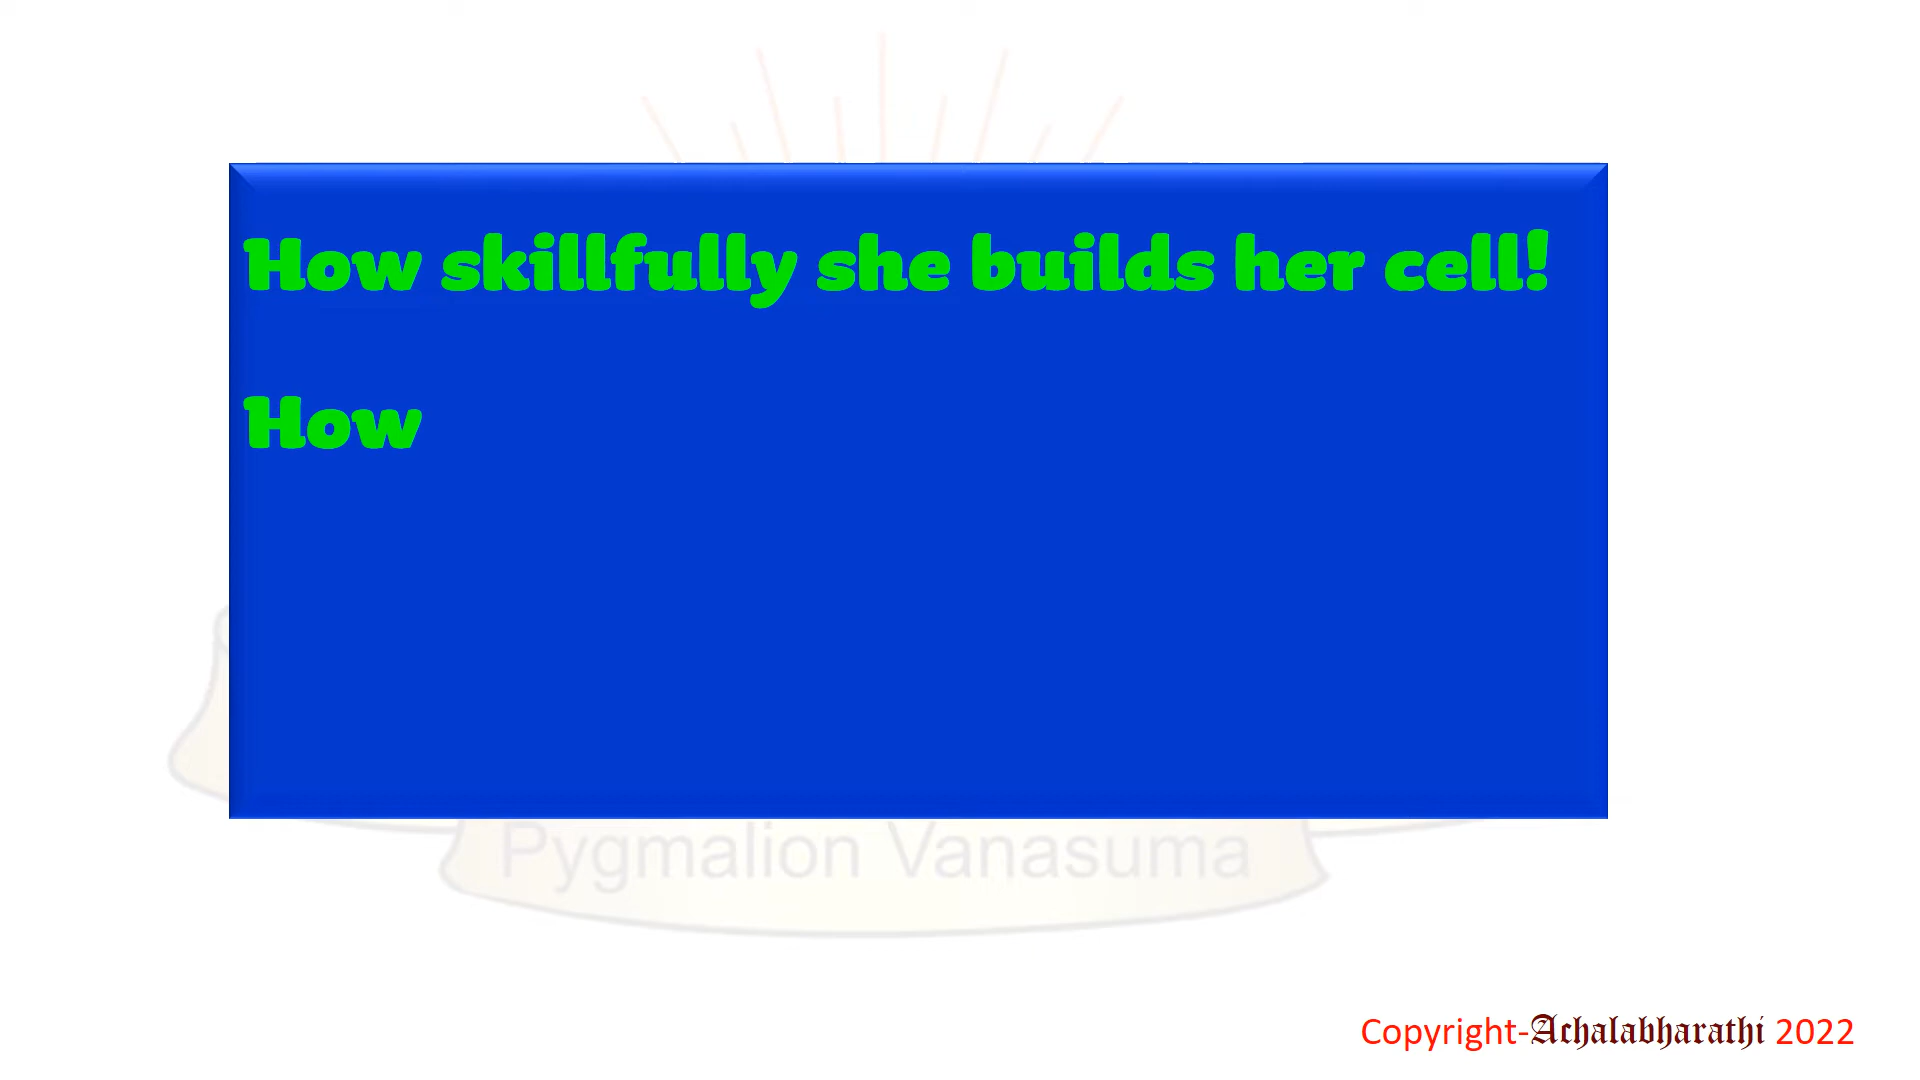 How skillfully she builds her cell!
How
Pygmalion Vanasuma
Copyright-Achalabharathi 2022